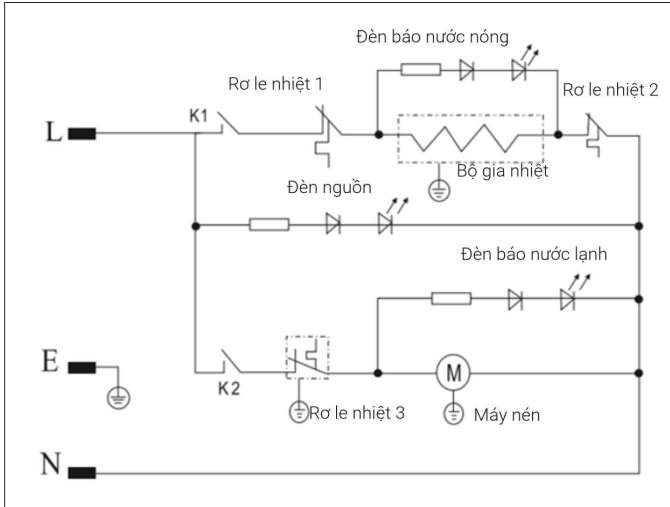 Đèn báo nước nóng
Rơ le nhiệt 1
Rơ le nhiệt 2
K1
L
Bộ gia nhiệt
Đèn nguồn
Đèn báo nước lạnh
E
M
K2
Rơ le nhiệt 3
Máy nén
N